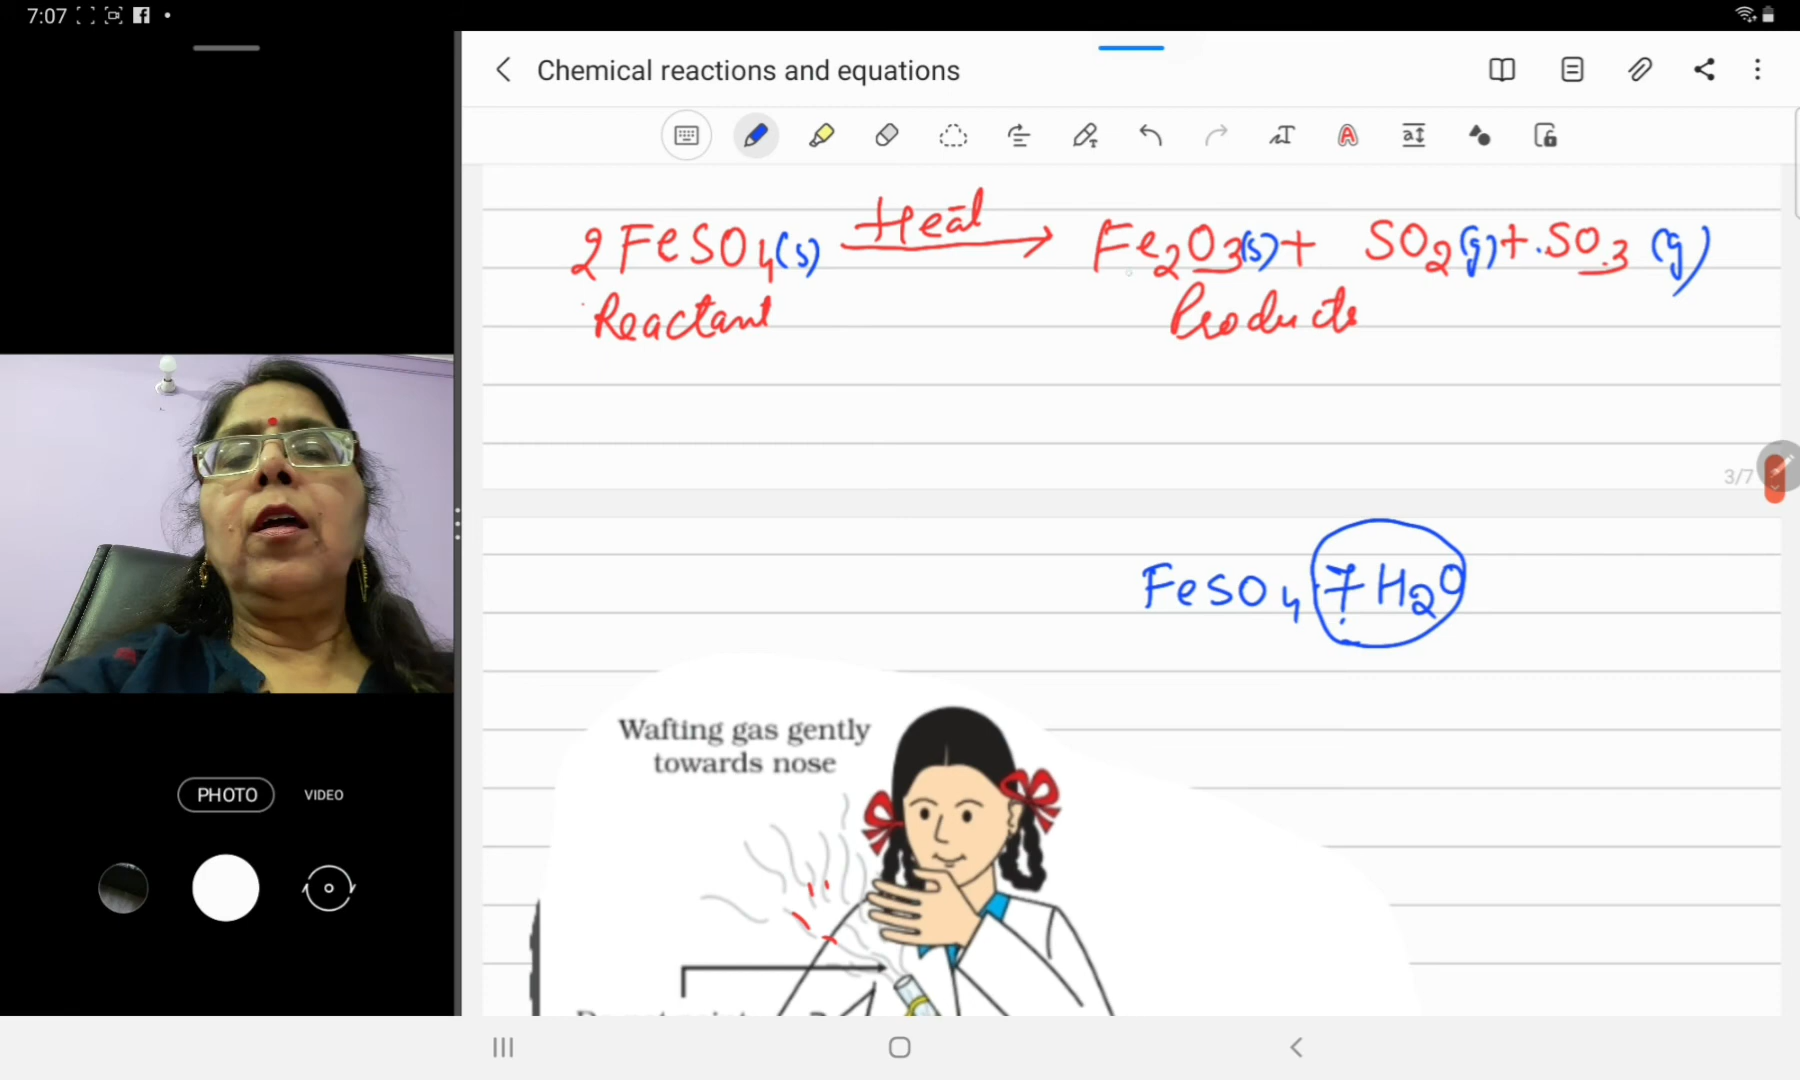 7:07
Chemical reactions and equations
2FeSO4(s) Heat Fe2O3(s) + SO2(g) + SO3 (g)
Reactant Products
3/7
FeSO4 7H2O
Wafting gas gently
towards nose
PHOTO VIDEO